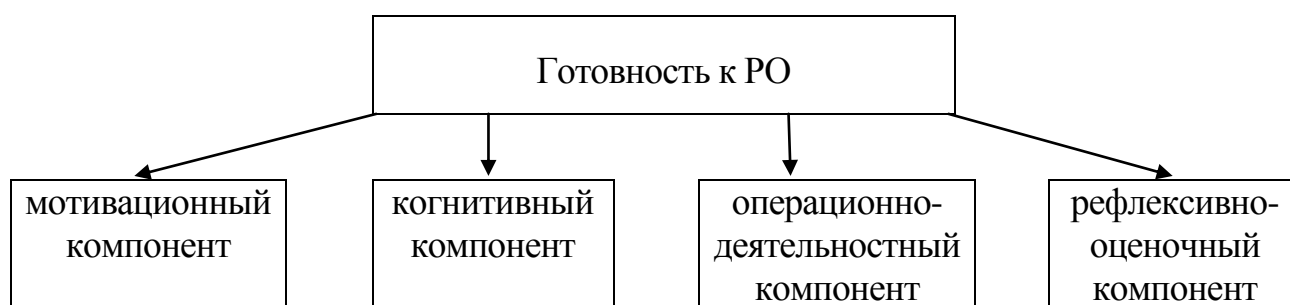 Готовность к РО
мотивационный
компонент
когнитивный
компонент
операционно-
деятельностный
компонент
рефлексивно-
оценочный
компонент